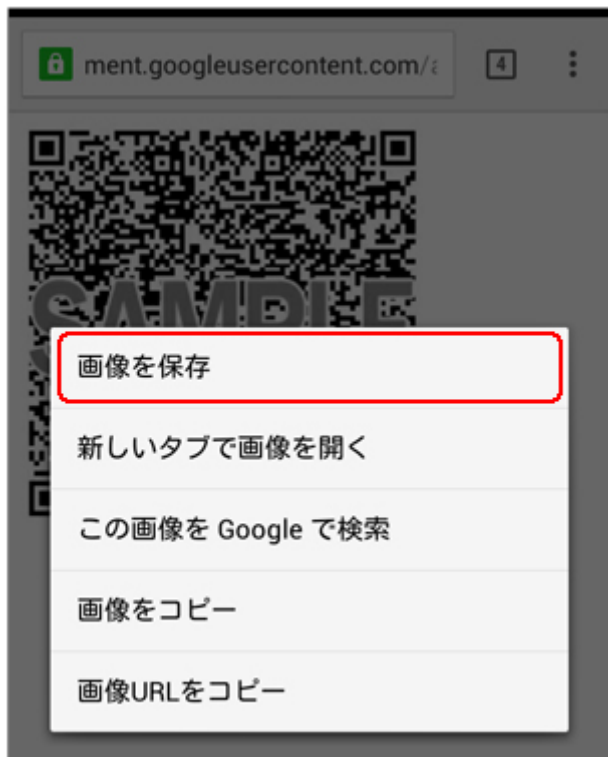 ment.googleusercontent.com/a
4
SAMPLE
画像を保存
新しいタブで画像を開く
この画像を Google で検索
画像をコピー
画像URLをコピー